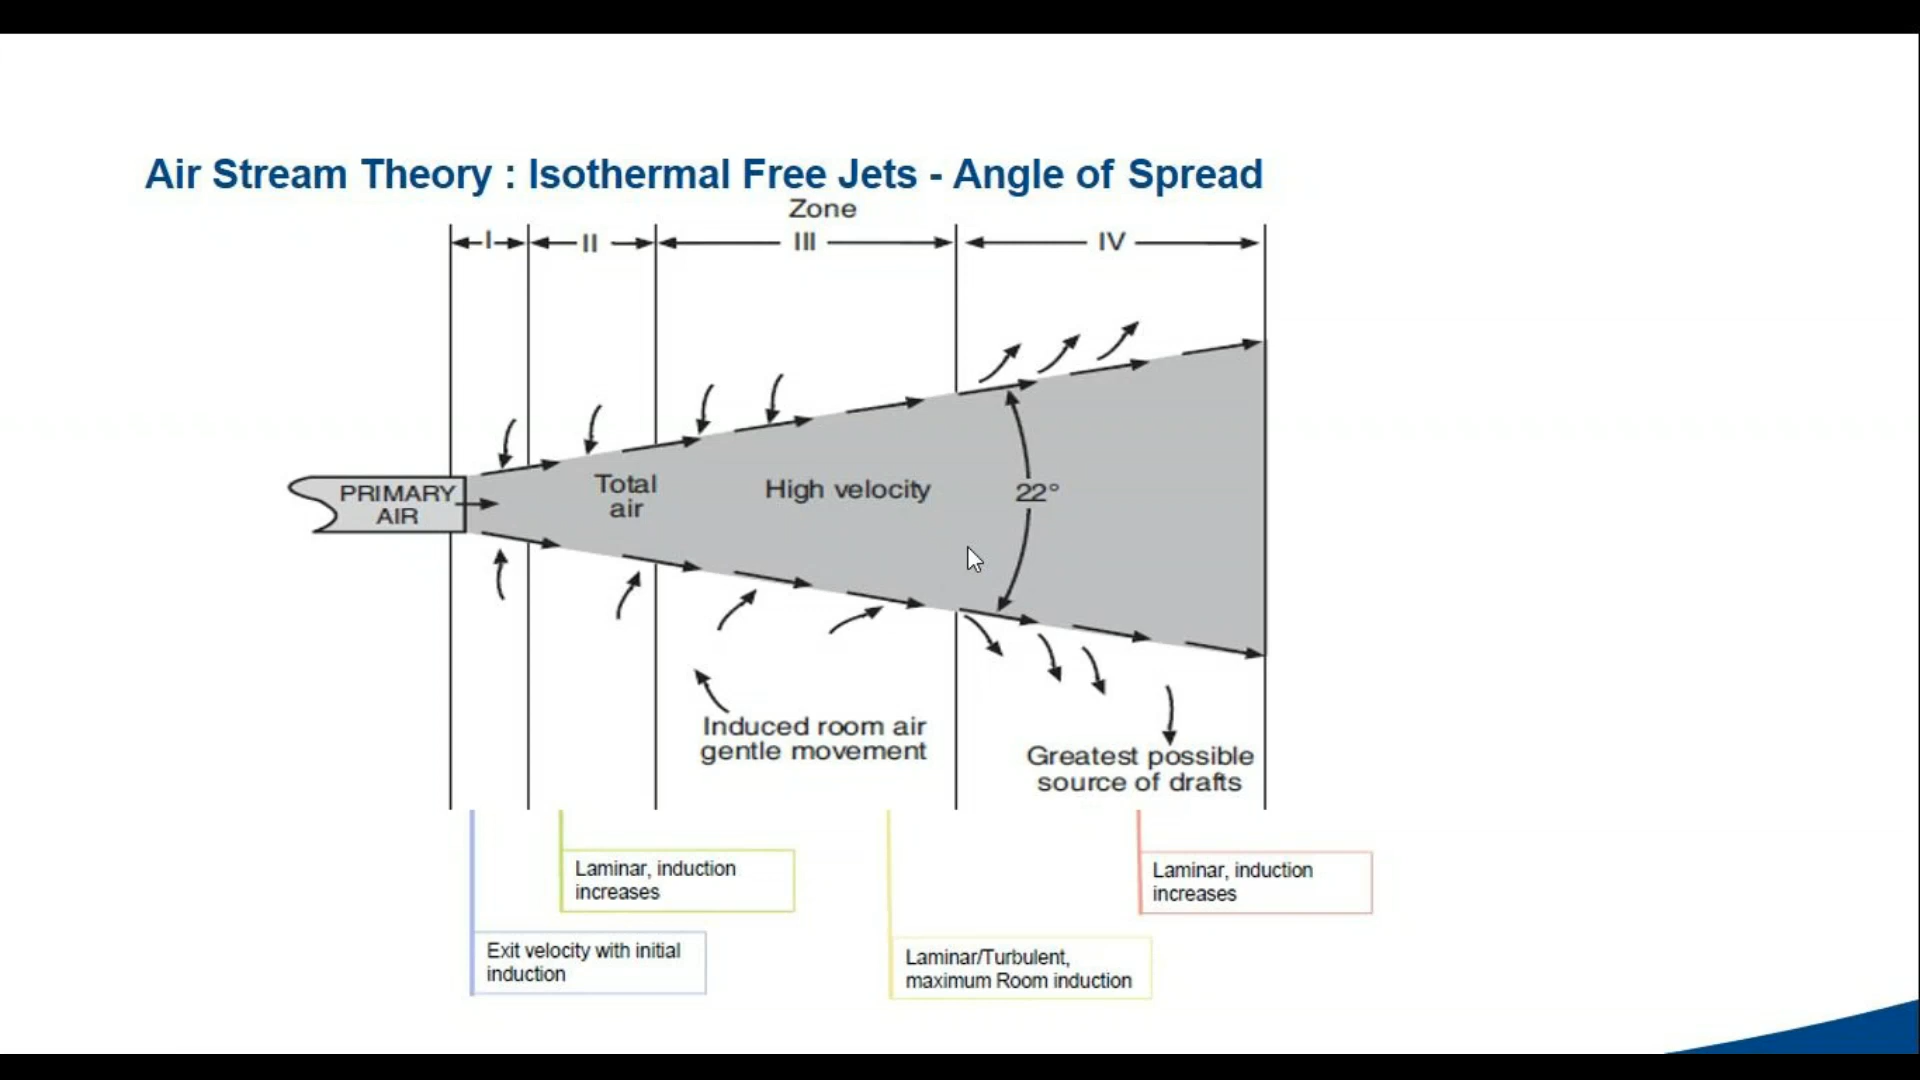 Air Stream Theory : Isothermal Free Jets - Angle of Spread
Zone
I
II
III
IV
PRIMARY
AIR
Total
air
High velocity
22°
Induced room air
gentle movement
Greatest possible
source of drafts
Laminar, induction
increases
Laminar, induction
increases
Exit velocity with initial
induction
Laminar/Turbulent,
maximum Room induction